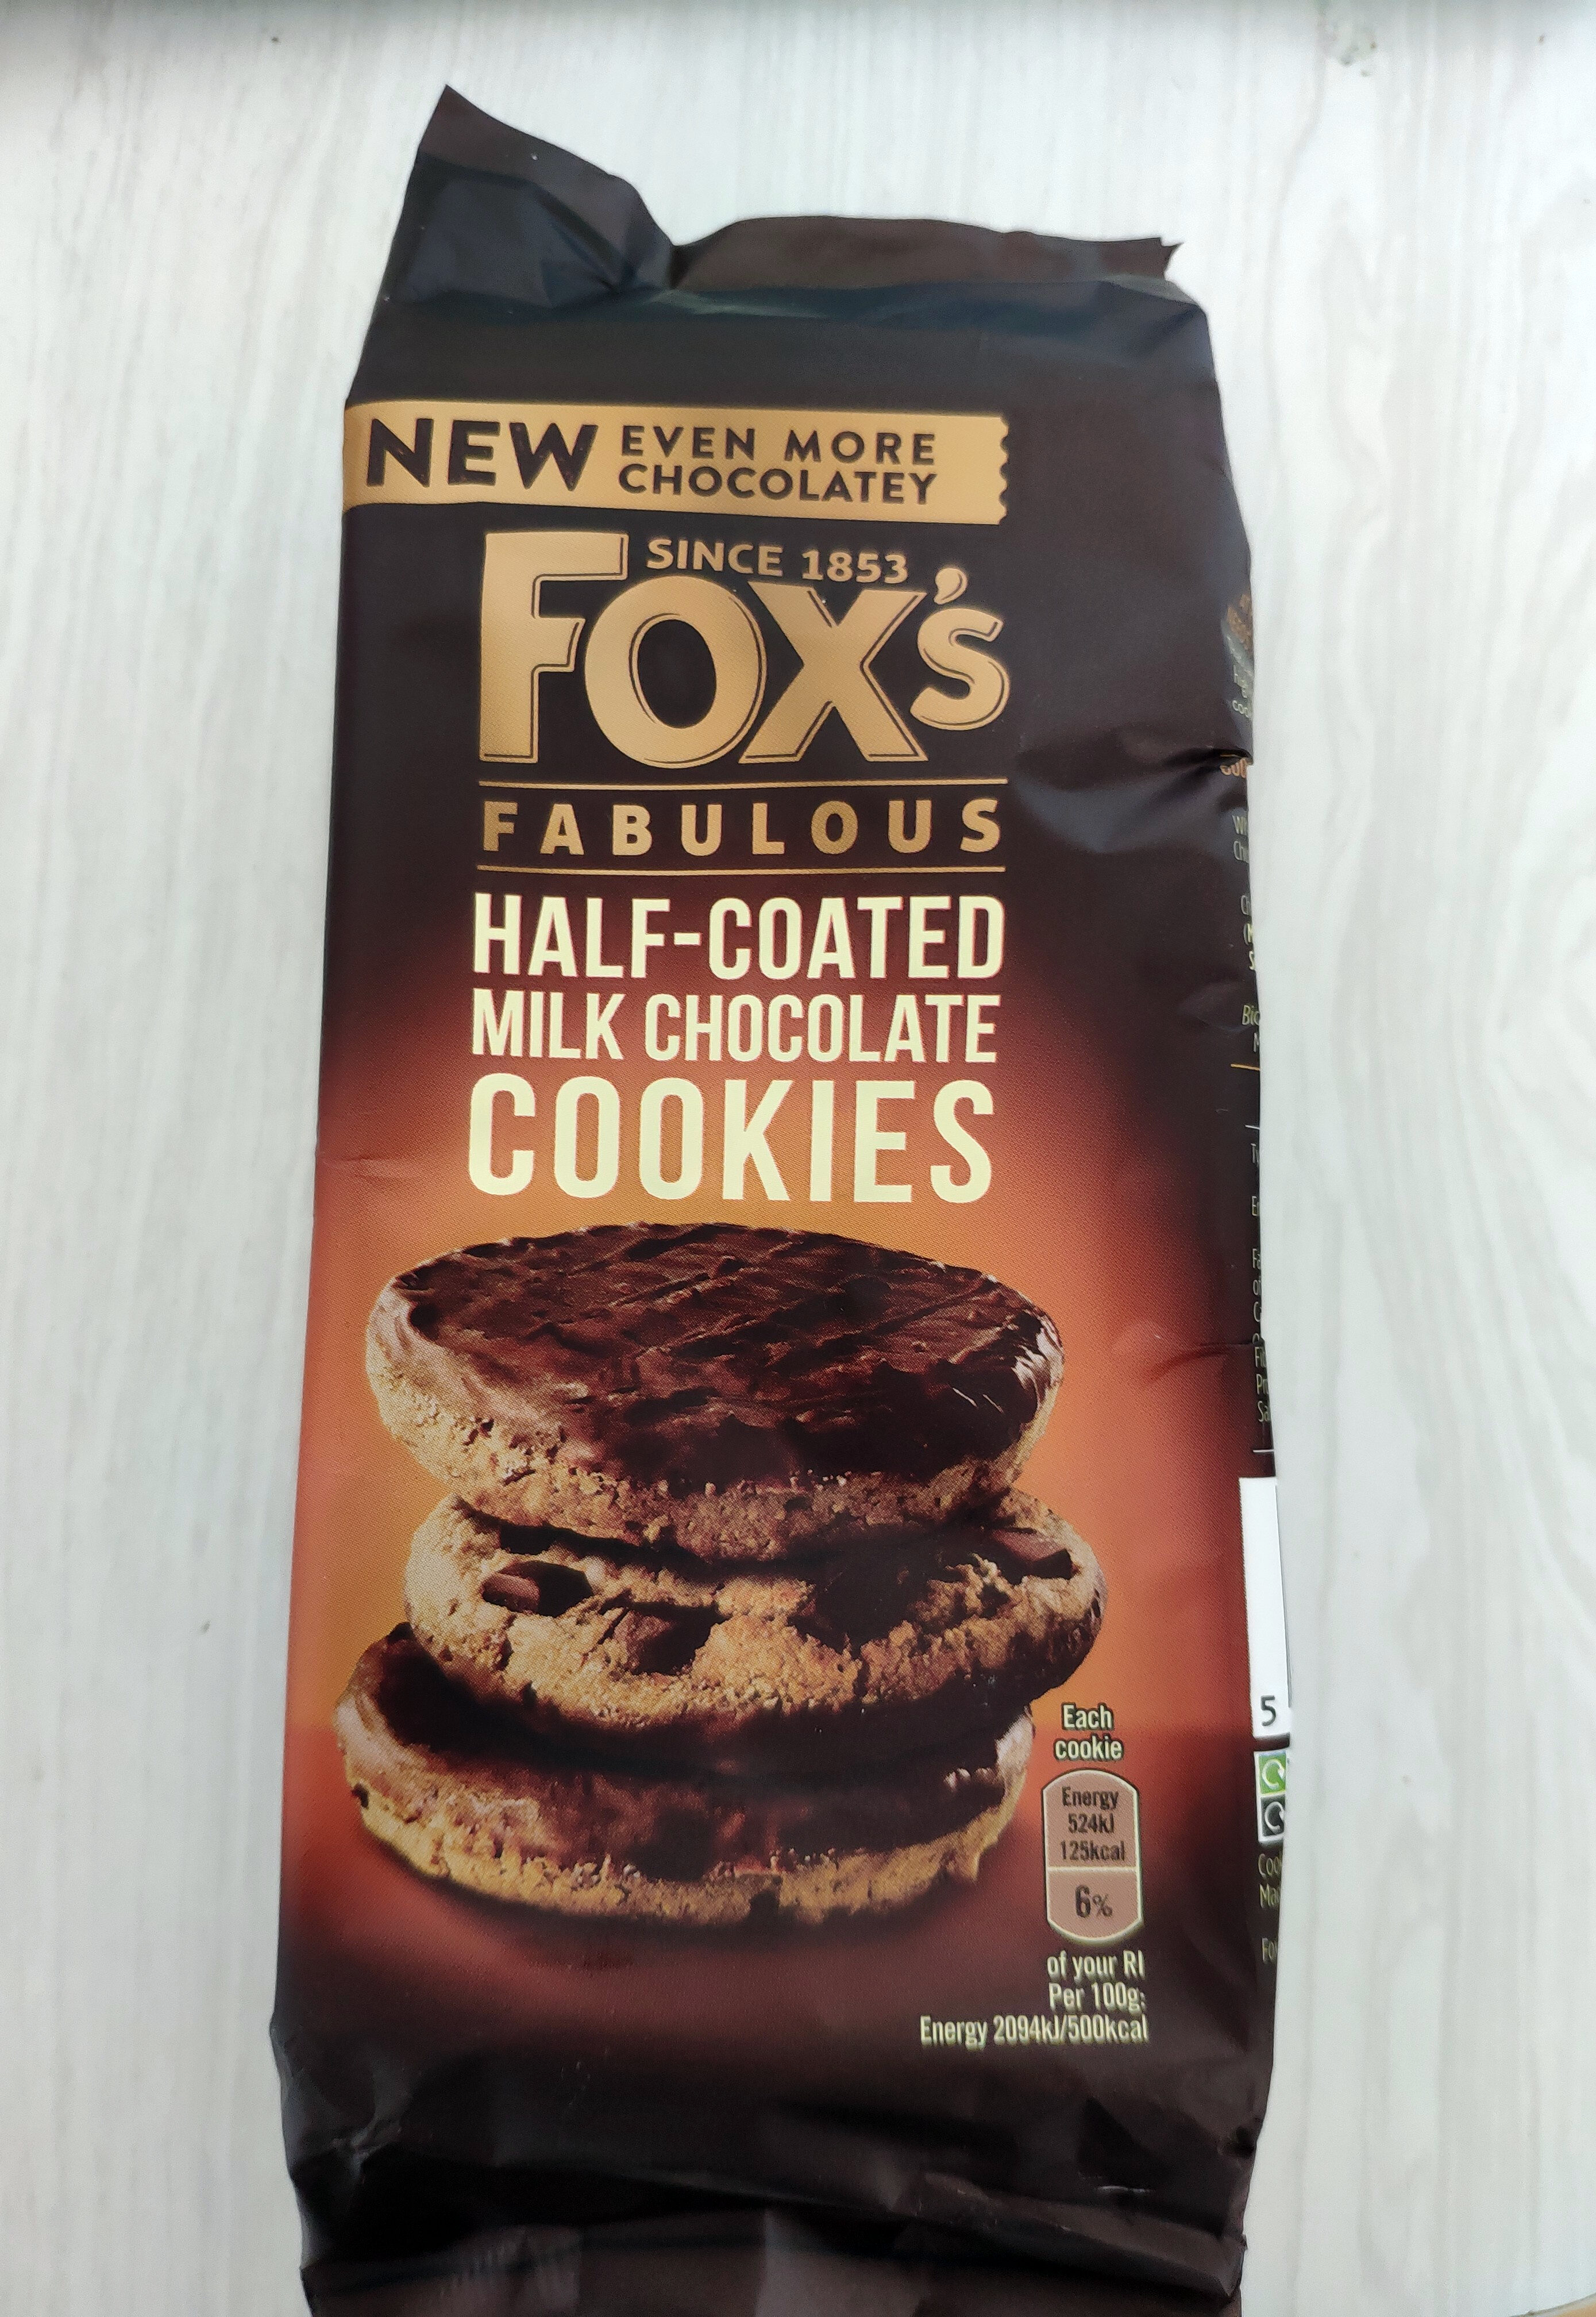 NEW EVEN MORE
CHOCOLATEY
SINCE 1853
FOX'S
FABULOUS
HALF-COATED
MILK CHOCOLATE
COOKIES
Each
cookie
Energy
524kJ
125kcal
6%
of your RI
Per 100g:
Energy 2094kJ/500kcal
5